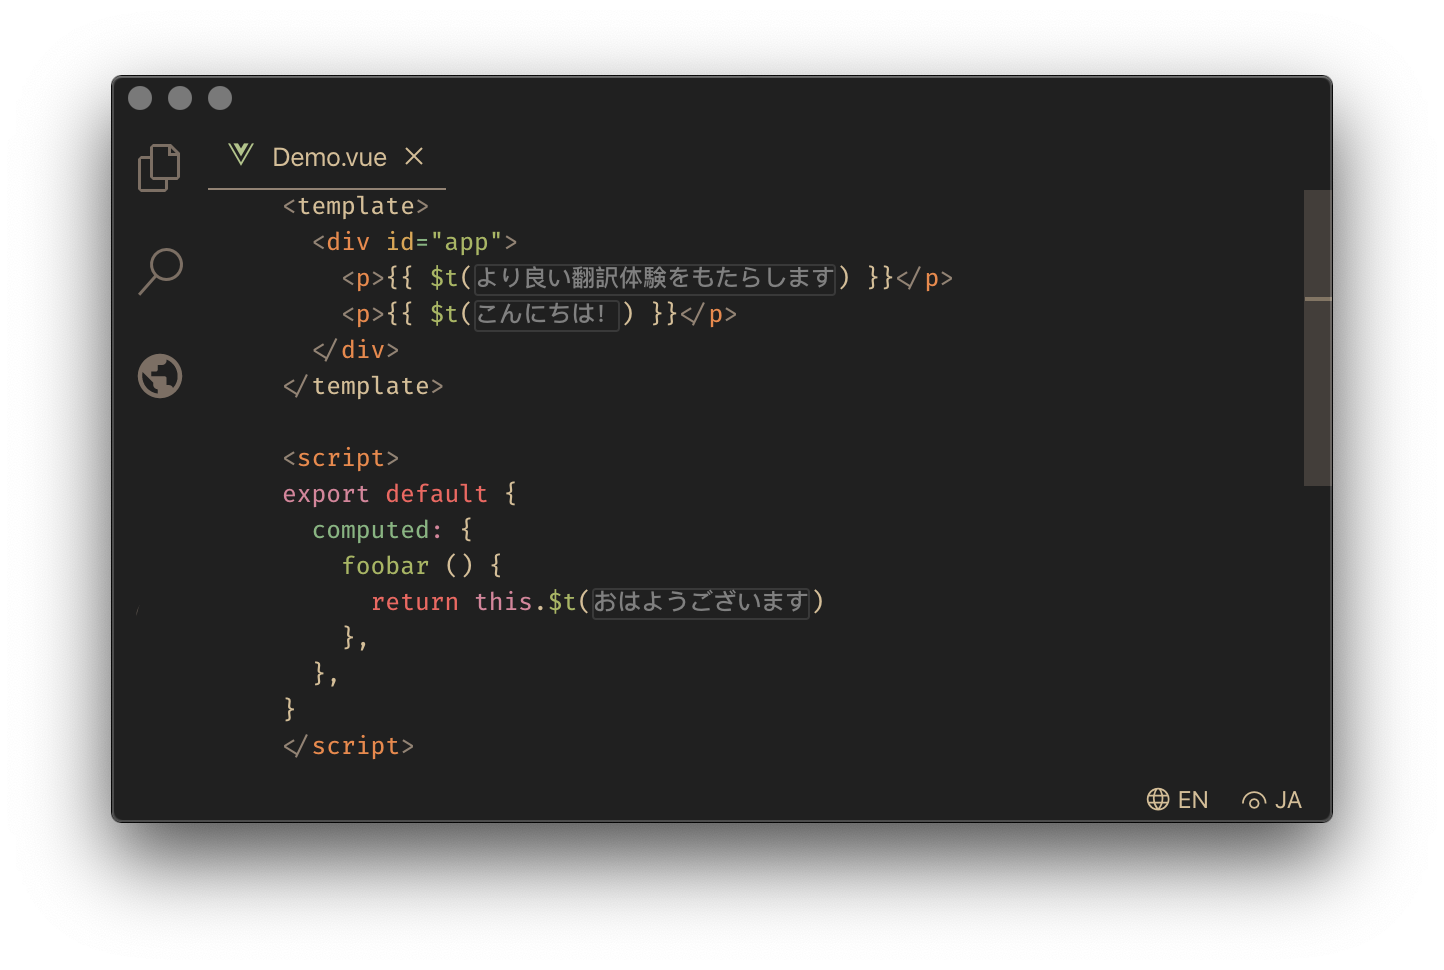 Demo.vue
<template>
<div id="app">
<p>{{ $t(より良い翻訳体験をもたらします) }}</p>
<p>{{ $t(こんにちは！) }}</p>
</div>
</template>
<script>
export default {
computed: {
foobar () {
return this.$t(おはようございます)
},
},
}
</script>
EN JA